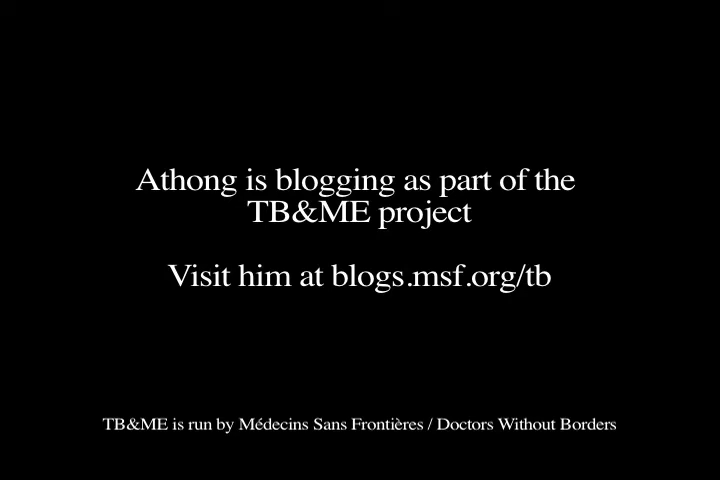 Athong is blogging as part of the
TB&ME project
Visit him at blogs.msf.org/tb
TB&ME is run by Médecins Sans Frontières / Doctors Without Borders